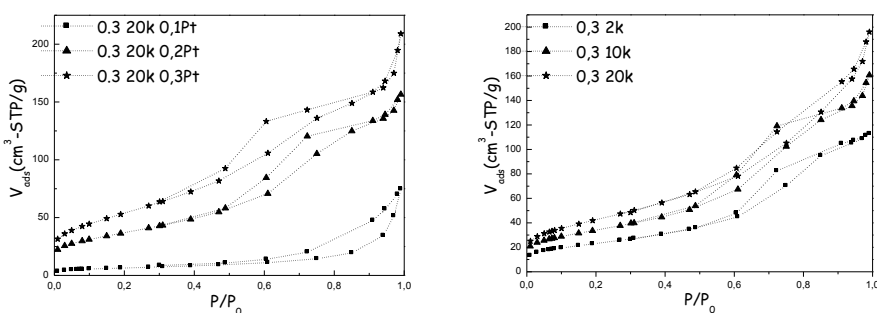 0.3 20k 0,1Pt
0.3 20k 0,2Pt
0.3 20k 0,3Pt
200
150
100
50
0
V_ads(cm³-STP/g)
0,0 0,2 0,4 0,6 0,8 1,0
P/P₀
0,3 2k
0,3 10k
0,3 20k
200
180
160
140
120
100
80
60
40
20
0
V_ads(cm³-STP/g)
0,0 0,2 0,4 0,6 0,8 1,0
P/P₀